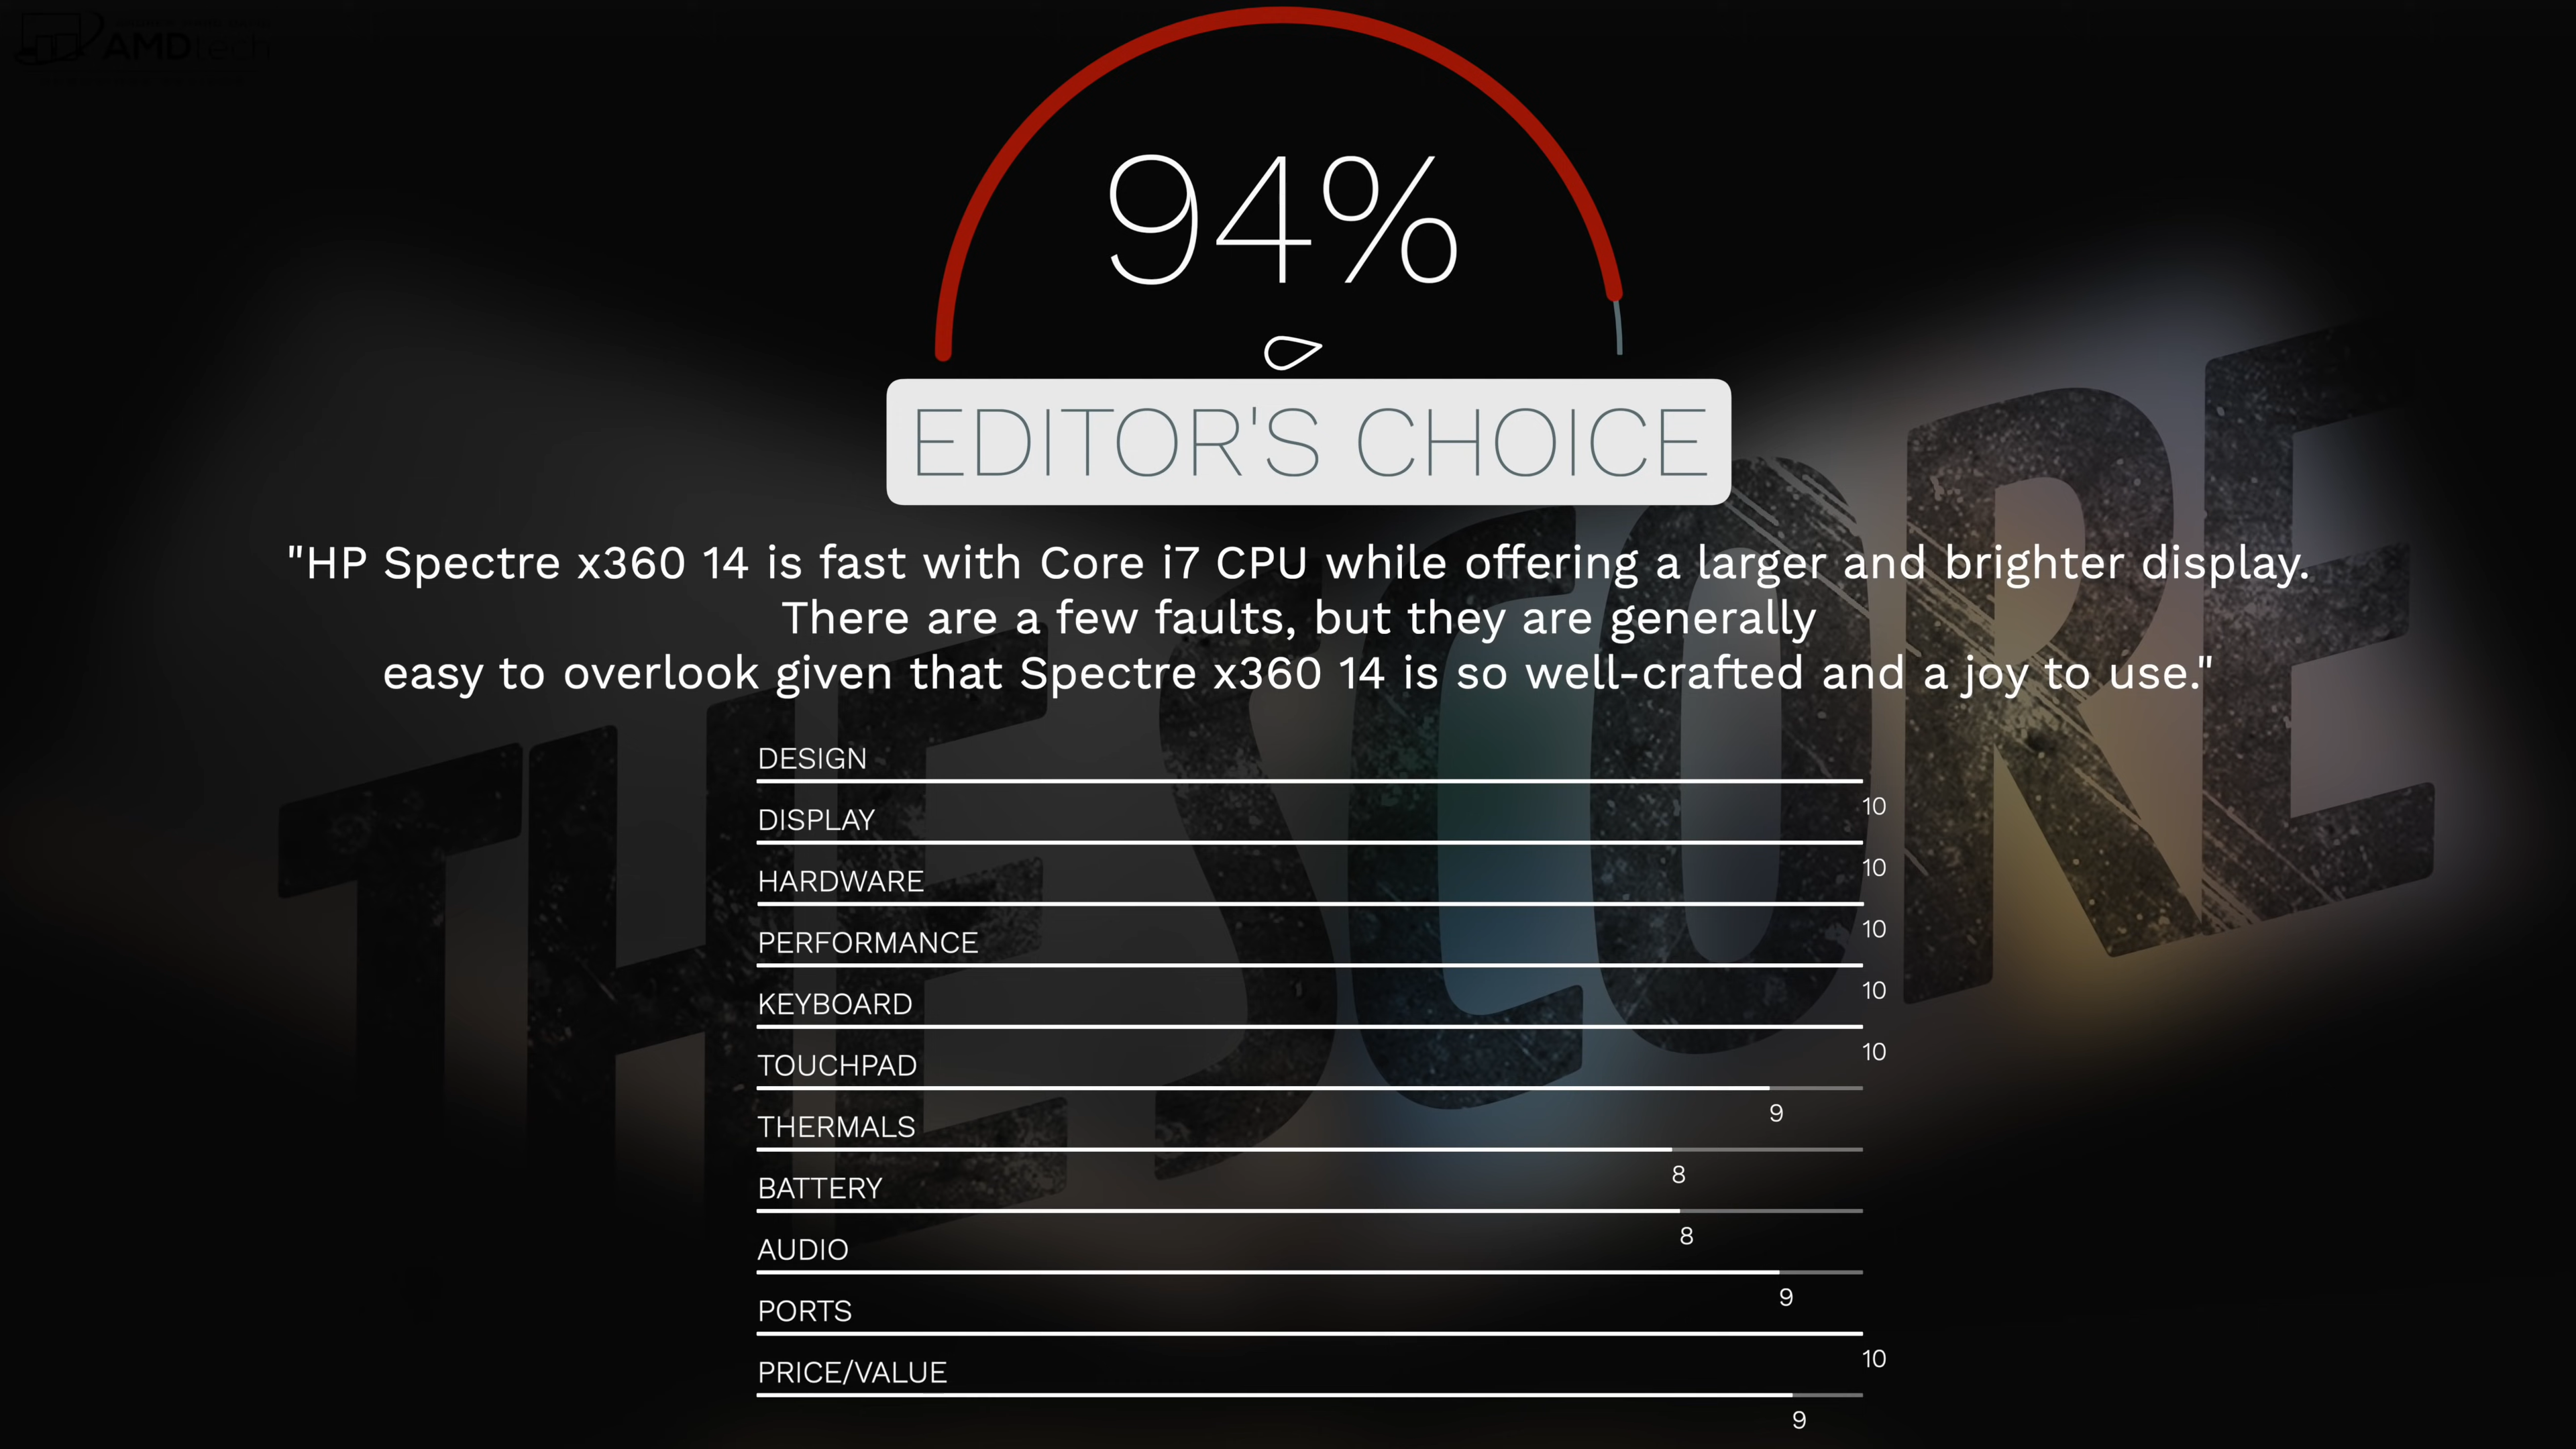 AMDtech
94%
EDITOR'S CHOICE
"HP Spectre x360 14 is fast with Core i7 CPU while offering a larger and brighter display.
There are a few faults, but they are generally
easy to overlook given that Spectre x360 14 is so well-crafted and a joy to use."
THE SCORE
DESIGN
10
DISPLAY
10
HARDWARE
10
PERFORMANCE
10
KEYBOARD
10
TOUCHPAD
9
THERMALS
8
BATTERY
8
AUDIO
9
PORTS
10
PRICE/VALUE
9